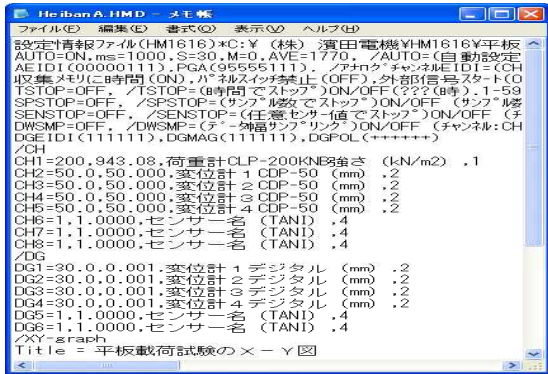 HeibanA.HMD - メモ帳
ファイル(F) 編集(E) 書式(O) 表示(V) ヘルプ(H)
設定情報ファイル(HM1616)*C:¥ (株) 濱田電機¥HM1616¥平板
AUTO=ON,ms=1000,S=30,M=0,AVE=1770, /AUTO=(自動設定
AEIDI(00000111),PGA(9555511), /アナログチャンネルEIDI=(CH
収集メモリ(に時間(ON),パネルスイッチ禁止(OFF),外部信号スタート(O
TSTOP=OFF, /TSTOP=(時間でストップ)ON/OFF(???(時).1-59
SPSTOP=OFF, /SPSTOP=(サンプル数でストップ)ON/OFF (サンプル数
SENSTOP=OFF, /SENSTOP=(任意センサー値でストップ)ON/OFF (チ
DWSMP=OFF, /DWSMP=(データ伸縮サンプリング)ON/OFF (チャンネル:CH
DGEIDI(111111),DGMAG(111111),DGPOL(++++++)
/CH
CH1=200,943.08,荷重計CLP-200KNB強さ (kN/m2) ,1
CH2=50.0,50.000,変位計1CDP-50 (mm) ,2
CH3=50.0,50.000,変位計2CDP-50 (mm) ,2
CH4=50.0,50.000,変位計3CDP-50 (mm) ,2
CH5=50.0,50.000,変位計4CDP-50 (mm) ,2
CH6=1,1.0000,センサー名 (TANI) ,4
CH7=1,1.0000,センサー名 (TANI) ,4
CH8=1,1.0000,センサー名 (TANI) ,4
/DG
DG1=30.0,0.001,変位計1デジタル (mm) ,2
DG2=30.0,0.001,変位計2デジタル (mm) ,2
DG3=30.0,0.001,変位計3デジタル (mm) ,2
DG4=30.0,0.001,変位計4デジタル (mm) ,2
DG5=1,1.0000,センサー名 (TANI) ,4
DG6=1,1.0000,センサー名 (TANI) ,4
/XY-graph
Title = 平板載荷試験のX-Y図